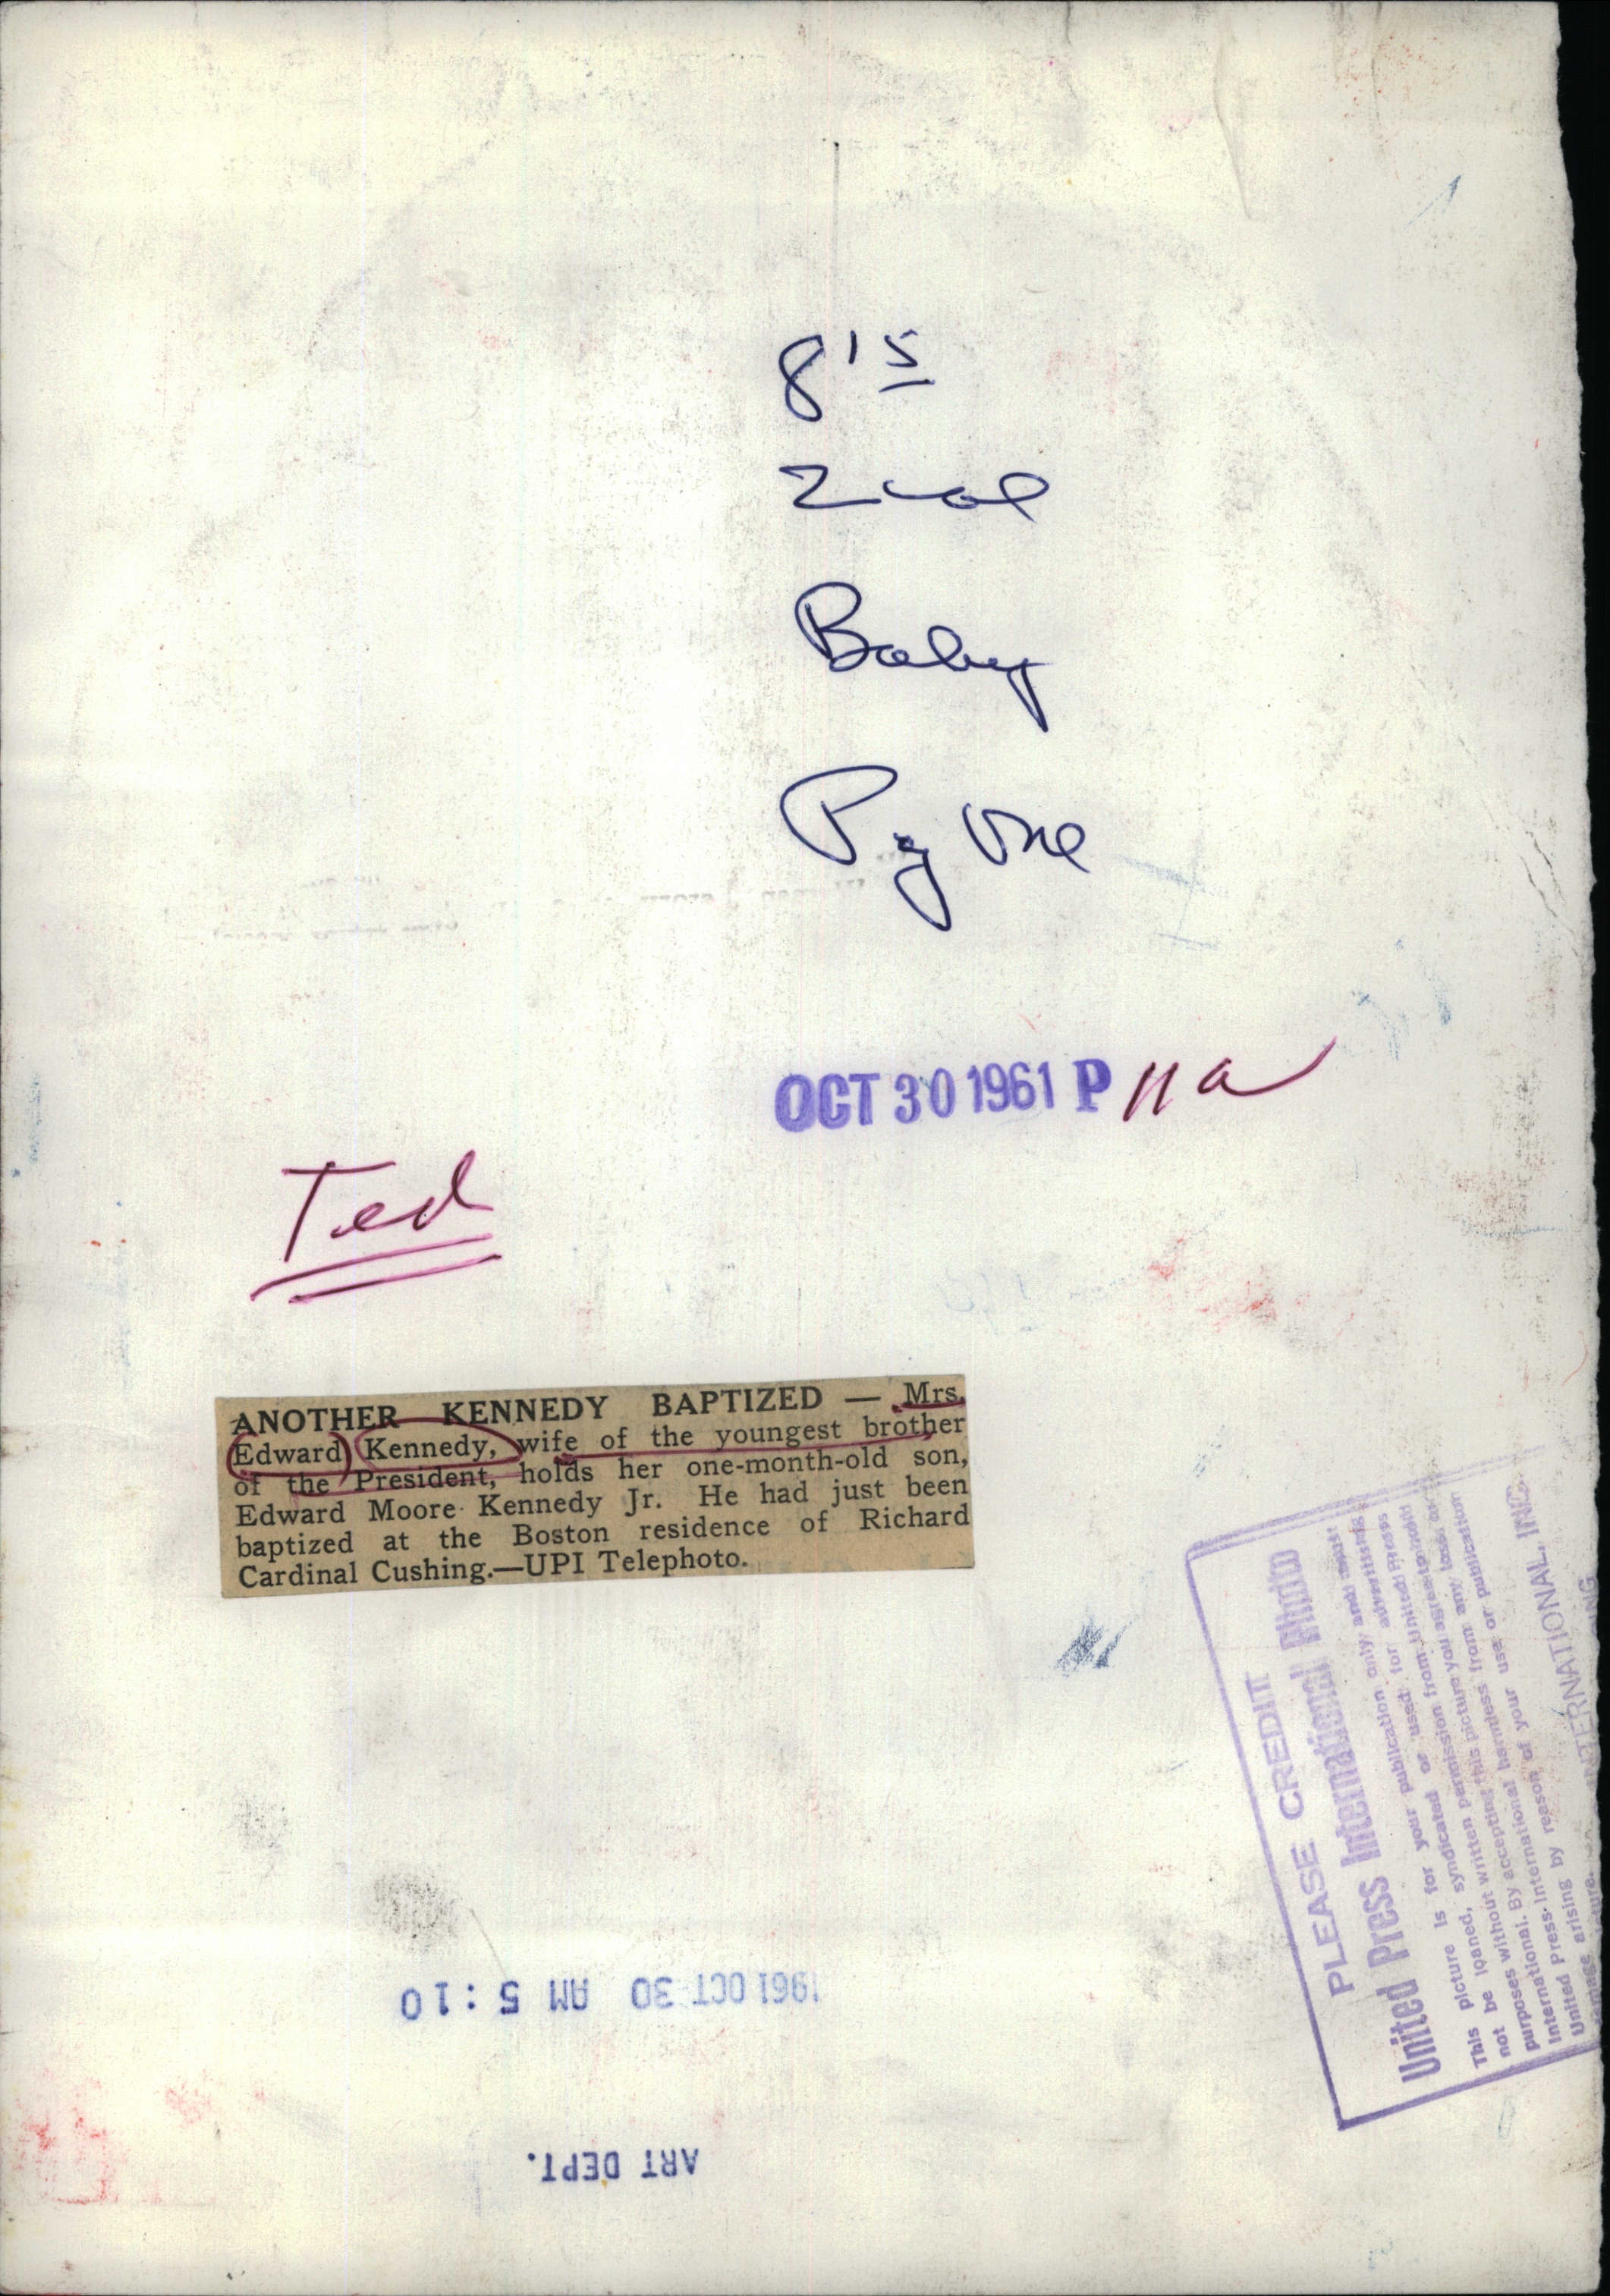 8's
2 col
Baby
Pg One
OCT 30 1961 P 11a
Ted
ANOTHER KENNEDY BAPTIZED — Mrs.
Edward Kennedy, wife of the youngest brother
of the President, holds her one-month-old son,
Edward Moore Kennedy Jr. He had just been
baptized at the Boston residence of Richard
Cardinal Cushing.—UPI Telephoto.
PLEASE CREDIT
United Press International Photo
This picture is for your publication only and must
not be loaned, syndicated or used for advertising
purposes without written permission from United Press
International. By accepting this picture you agree to hold
United Press International harmless from any loss or
arising by reason of your use or publication
picture.
INTERNATIONAL, INC.
1961 OCT 30 AM 5:10
ART DEPT.